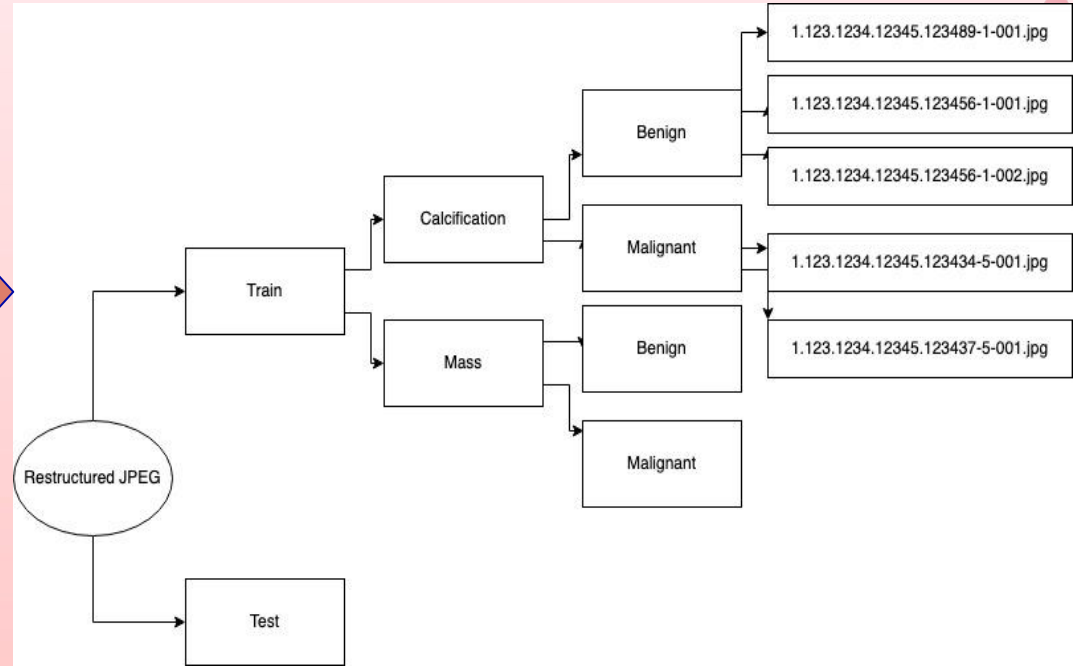 1.123.1234.12345.123489-1-001.jpg
1.123.1234.12345.123456-1-001.jpg
Benign
1.123.1234.12345.123456-1-002.jpg
Calcification
Malignant
1.123.1234.12345.123434-5-001.jpg
Train
Benign
1.123.1234.12345.123437-5-001.jpg
Mass
Malignant
Restructured JPEG
Test